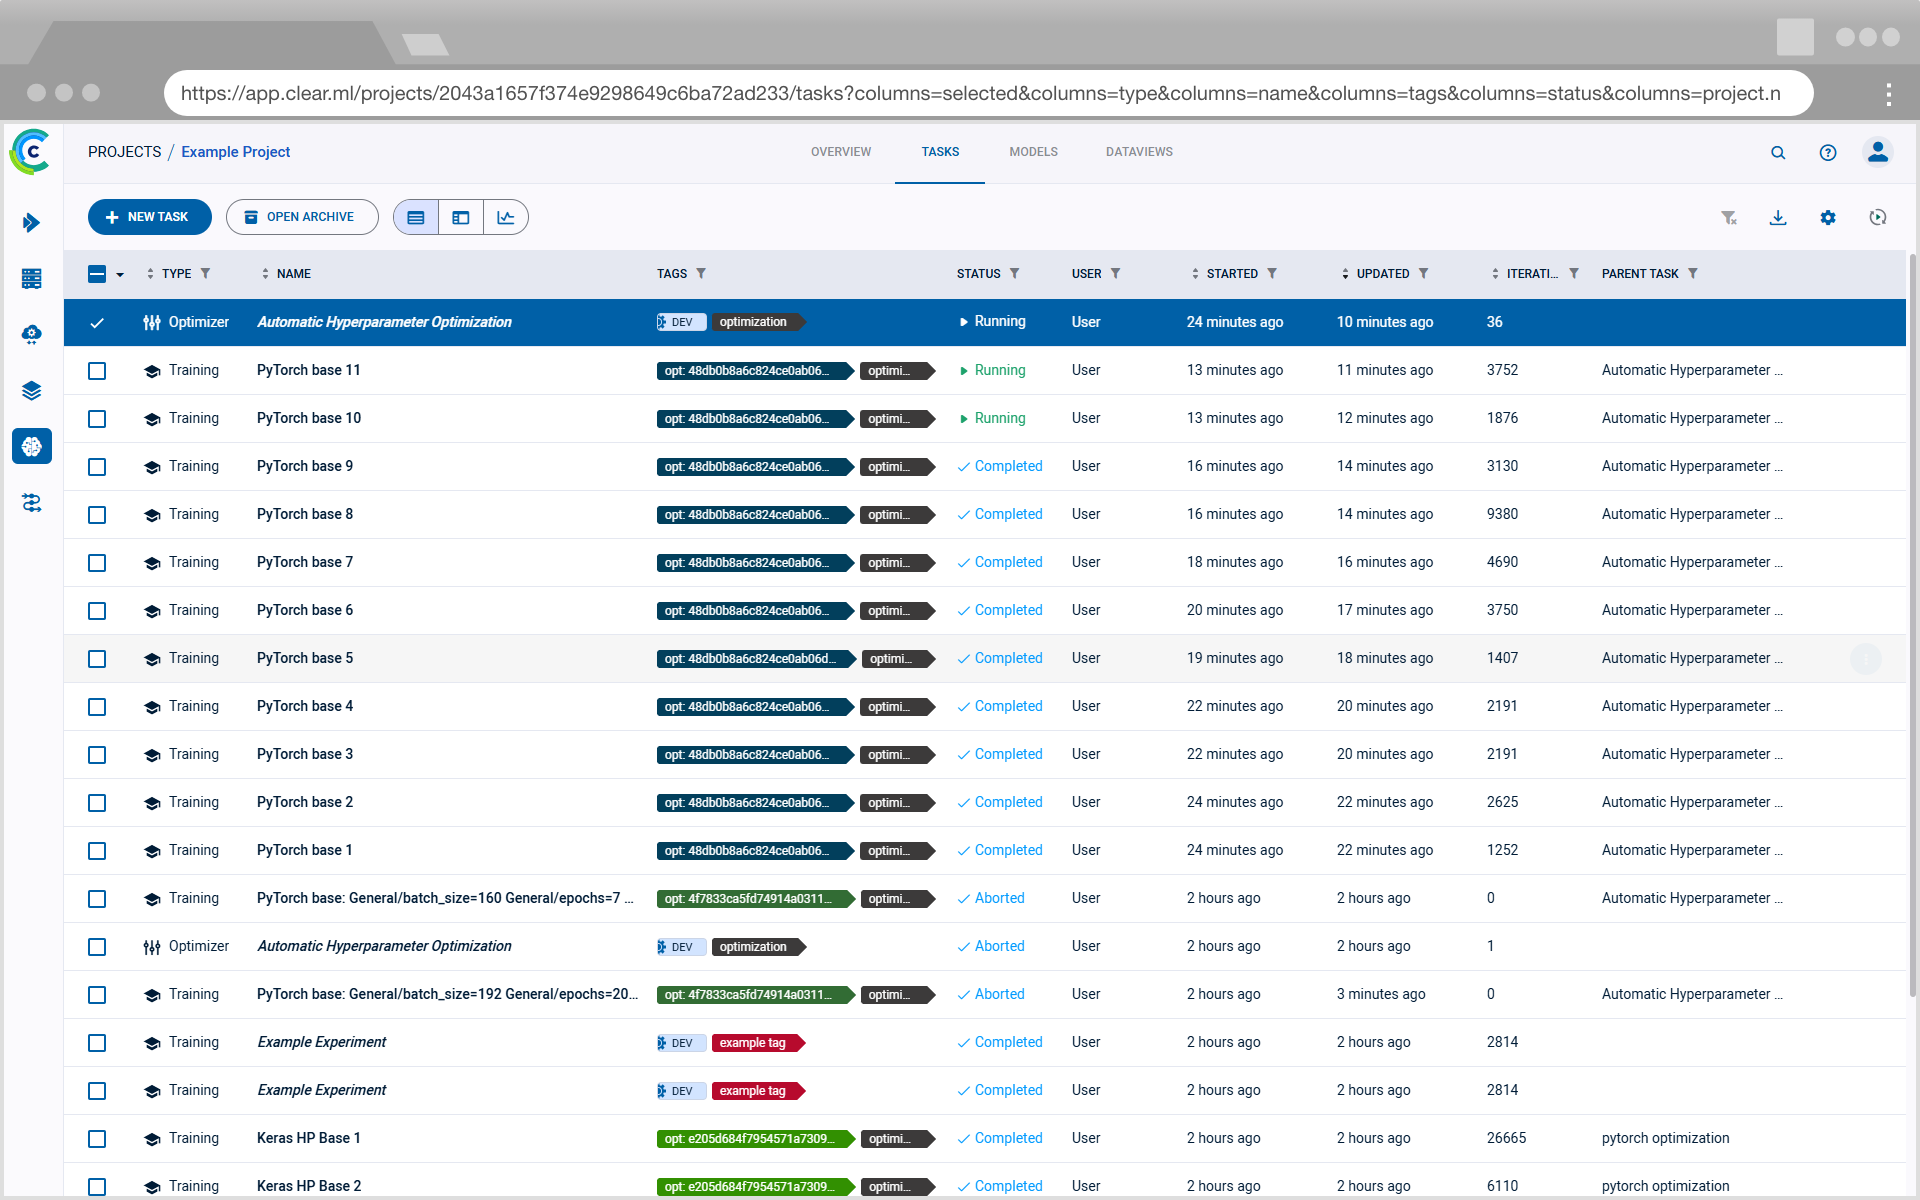 https://app.clear.ml/projects/2043a1657f374e9298649c6ba72ad233/tasks?columns=selected&columns=type&columns=name&columns=tags&columns=status&columns=project.n
PROJECTS / Example Project OVERVIEW TASKS MODELS DATAVIEWS
NEW TASK OPEN ARCHIVE
TYPE NAME TAGS STATUS USER STARTED UPDATED ITERATI... PARENT TASK
Optimizer Automatic Hyperparameter Optimization DEV optimization Running User 24 minutes ago 10 minutes ago 36
Training PyTorch base 11 opt: 48db0b8a6c824ce0ab06... optimi... Running User 13 minutes ago 11 minutes ago 3752 Automatic Hyperparameter ...
Training PyTorch base 10 opt: 48db0b8a6c824ce0ab06... optimi... Running User 13 minutes ago 12 minutes ago 1876 Automatic Hyperparameter ...
Training PyTorch base 9 opt: 48db0b8a6c824ce0ab06... optimi... Completed User 16 minutes ago 14 minutes ago 3130 Automatic Hyperparameter ...
Training PyTorch base 8 opt: 48db0b8a6c824ce0ab06... optimi... Completed User 16 minutes ago 14 minutes ago 9380 Automatic Hyperparameter ...
Training PyTorch base 7 opt: 48db0b8a6c824ce0ab06... optimi... Completed User 18 minutes ago 16 minutes ago 4690 Automatic Hyperparameter ...
Training PyTorch base 6 opt: 48db0b8a6c824ce0ab06... optimi... Completed User 20 minutes ago 17 minutes ago 3750 Automatic Hyperparameter ...
Training PyTorch base 5 opt: 48db0b8a6c824ce0ab06d... optimi... Completed User 19 minutes ago 18 minutes ago 1407 Automatic Hyperparameter ...
Training PyTorch base 4 opt: 48db0b8a6c824ce0ab06... optimi... Completed User 22 minutes ago 20 minutes ago 2191 Automatic Hyperparameter ...
Training PyTorch base 3 opt: 48db0b8a6c824ce0ab06... optimi... Completed User 22 minutes ago 20 minutes ago 2191 Automatic Hyperparameter ...
Training PyTorch base 2 opt: 48db0b8a6c824ce0ab06... optimi... Completed User 24 minutes ago 22 minutes ago 2625 Automatic Hyperparameter ...
Training PyTorch base 1 opt: 48db0b8a6c824ce0ab06... optimi... Completed User 24 minutes ago 22 minutes ago 1252 Automatic Hyperparameter ...
Training PyTorch base: General/batch_size=160 General/epochs=7 ... opt: 4f7833ca5fd74914a0311... optimi... Aborted User 2 hours ago 2 hours ago 0 Automatic Hyperparameter ...
Optimizer Automatic Hyperparameter Optimization DEV optimization Aborted User 2 hours ago 2 hours ago 1
Training PyTorch base: General/batch_size=192 General/epochs=20... opt: 4f7833ca5fd74914a0311... optimi... Aborted User 2 hours ago 3 minutes ago 0 Automatic Hyperparameter ...
Training Example Experiment DEV example tag Completed User 2 hours ago 2 hours ago 2814
Training Example Experiment DEV example tag Completed User 2 hours ago 2 hours ago 2814
Training Keras HP Base 1 opt: e205d684f7954571a7309... optimi... Completed User 2 hours ago 2 hours ago 26665 pytorch optimization
Training Keras HP Base 2 opt: e205d684f7954571a7309... optimi... Completed User 2 hours ago 2 hours ago 6110 pytorch optimization